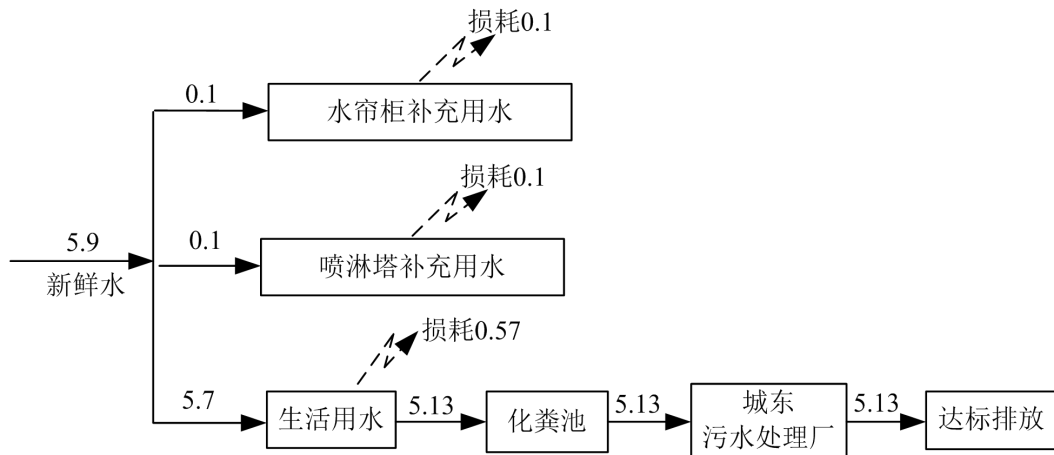 损耗0.1
0.1
水帘柜补充用水
损耗0.1
5.9
0.1
新鲜水
喷淋塔补充用水
损耗0.57
5.7
生活用水
5.13
化粪池
5.13
城东
污水处理厂
5.13
达标排放